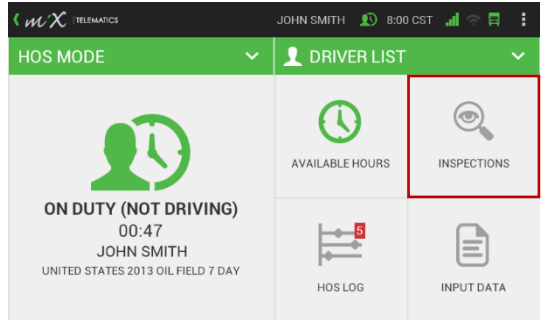 miX TELEMATICS JOHN SMITH 8:00 CST
HOS MODE
DRIVER LIST
ON DUTY (NOT DRIVING)
00:47
JOHN SMITH
UNITED STATES 2013 OIL FIELD 7 DAY
AVAILABLE HOURS
INSPECTIONS
5
HOS LOG
INPUT DATA